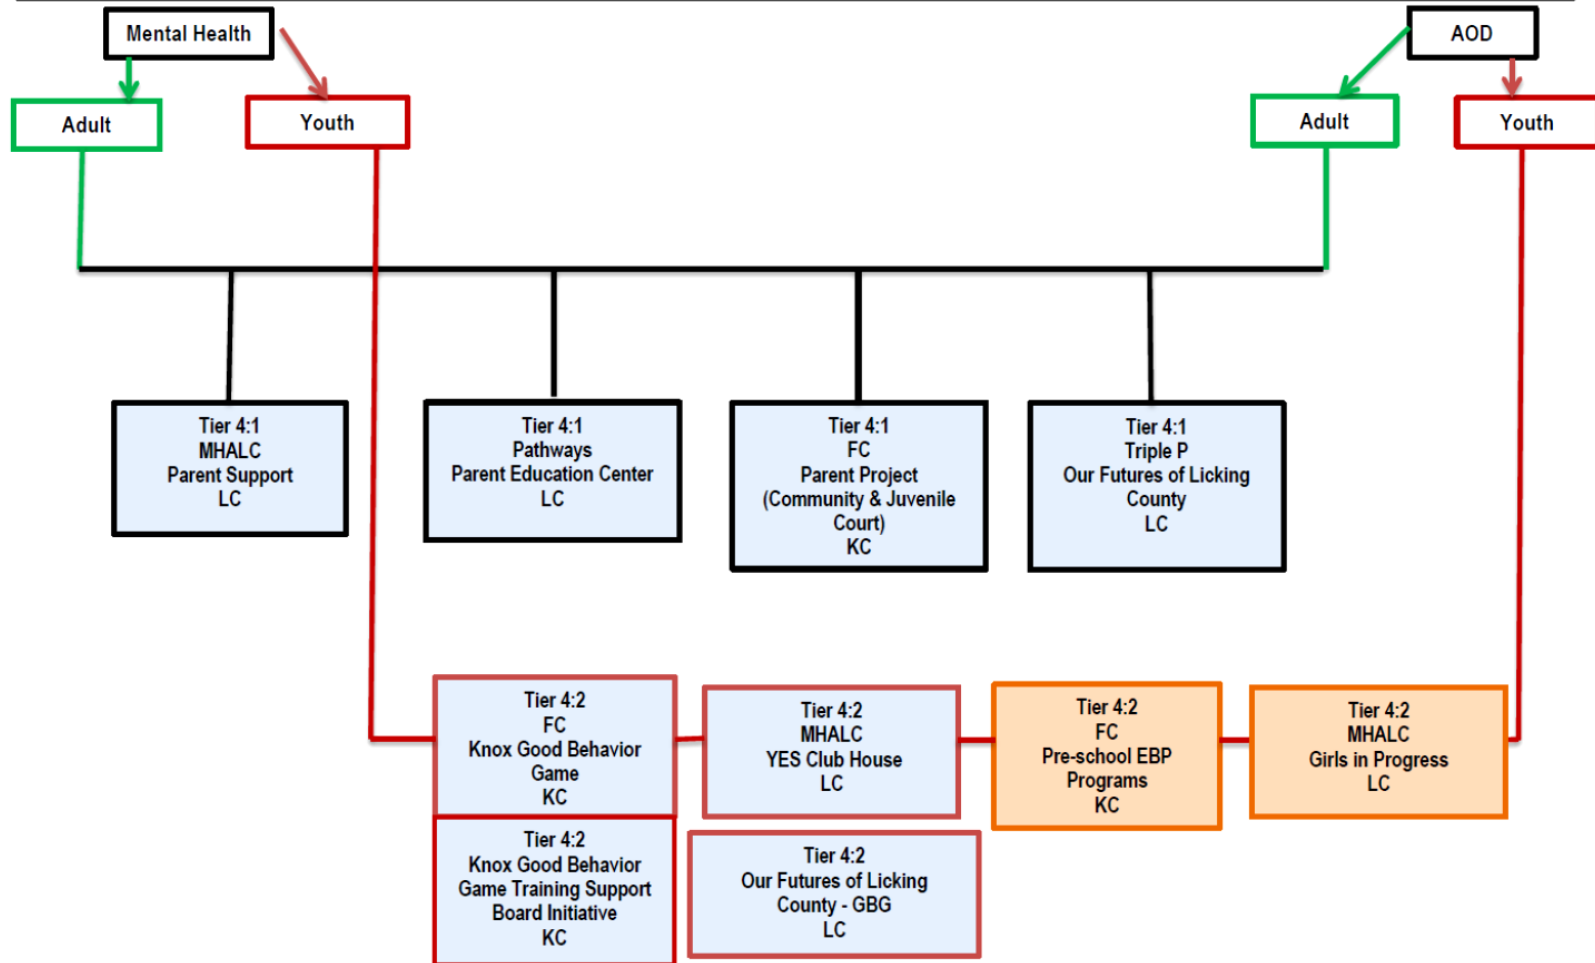 Mental Health
AOD
Adult
Youth
Adult
Youth
Tier 4:1
MHALC
Parent Support
LC
Tier 4:1
Pathways
Parent Education Center
LC
Tier 4:1
FC
Parent Project
(Community & Juvenile
Court)
KC
Tier 4:1
Triple P
Our Futures of Licking
County
LC
Tier 4:2
FC
Knox Good Behavior
Game
KC
Tier 4:2
MHALC
YES Club House
LC
Tier 4:2
FC
Pre-school EBP
Programs
KC
Tier 4:2
MHALC
Girls in Progress
LC
Tier 4:2
Knox Good Behavior
Game Training Support
Board Initiative
KC
Tier 4:2
Our Futures of Licking
County - GBG
LC